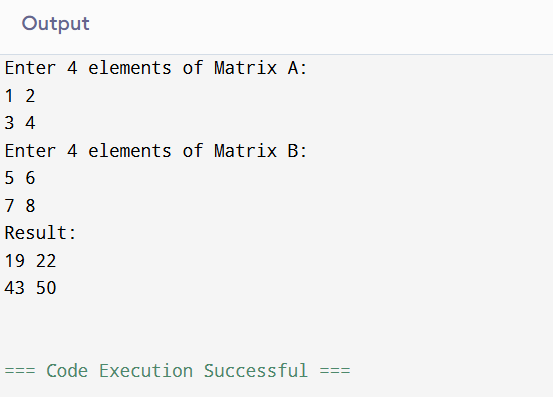 Output
Enter 4 elements of Matrix A:
1 2
3 4
Enter 4 elements of Matrix B:
5 6
7 8
Result:
19 22
43 50
=== Code Execution Successful ===